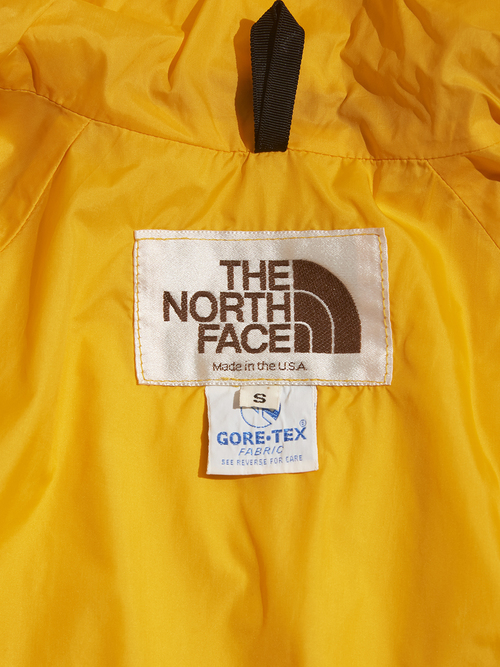 THE
NORTH
FACE
Made in the U.S.A.
S
GORE-TEX®
FABRIC
SEE REVERSE FOR CARE